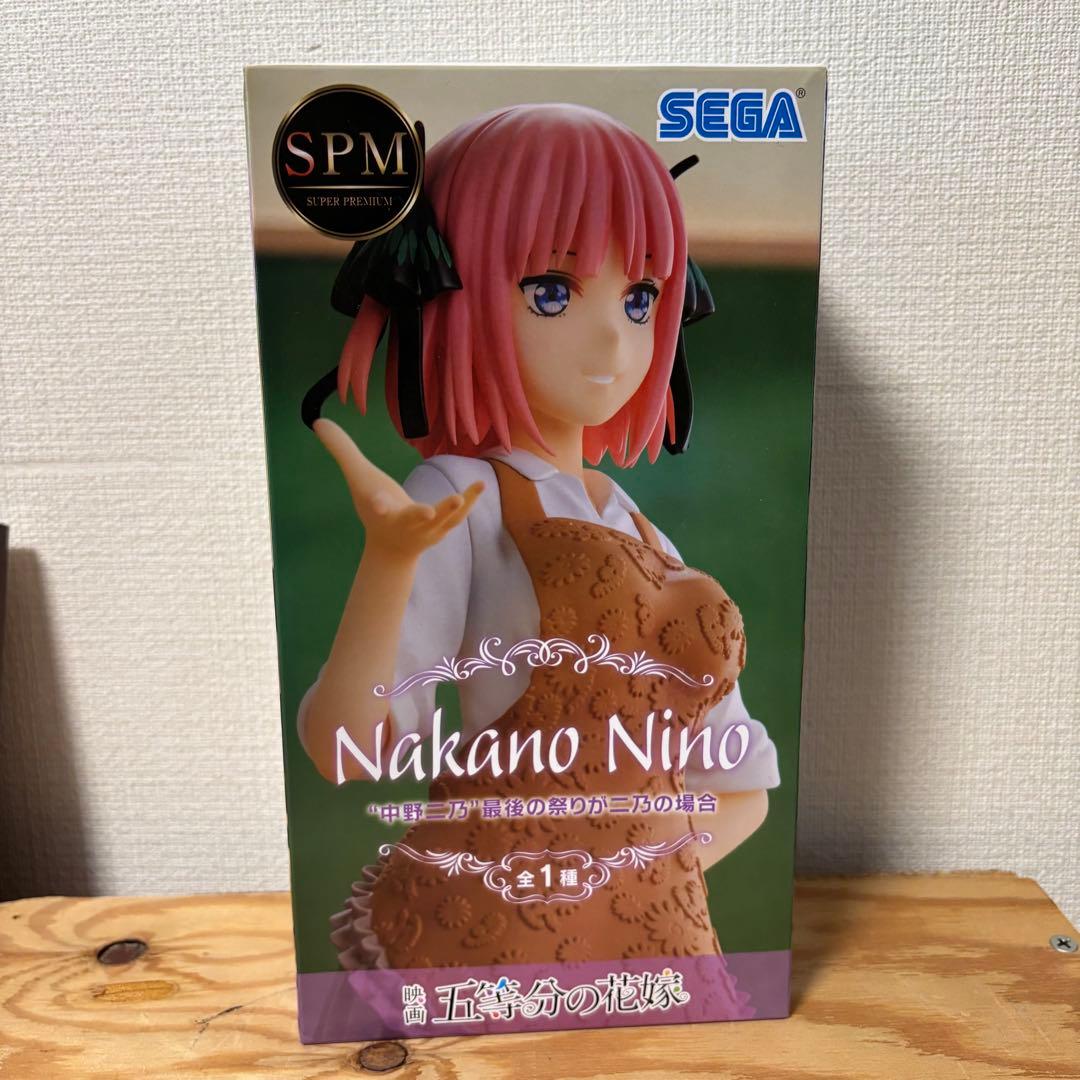 SPM
SUPER PREMIUM
SEGA®
Nakano Nino
“中野二乃”最後の祭りが二乃の場合
全1種
映画 五等分の花嫁